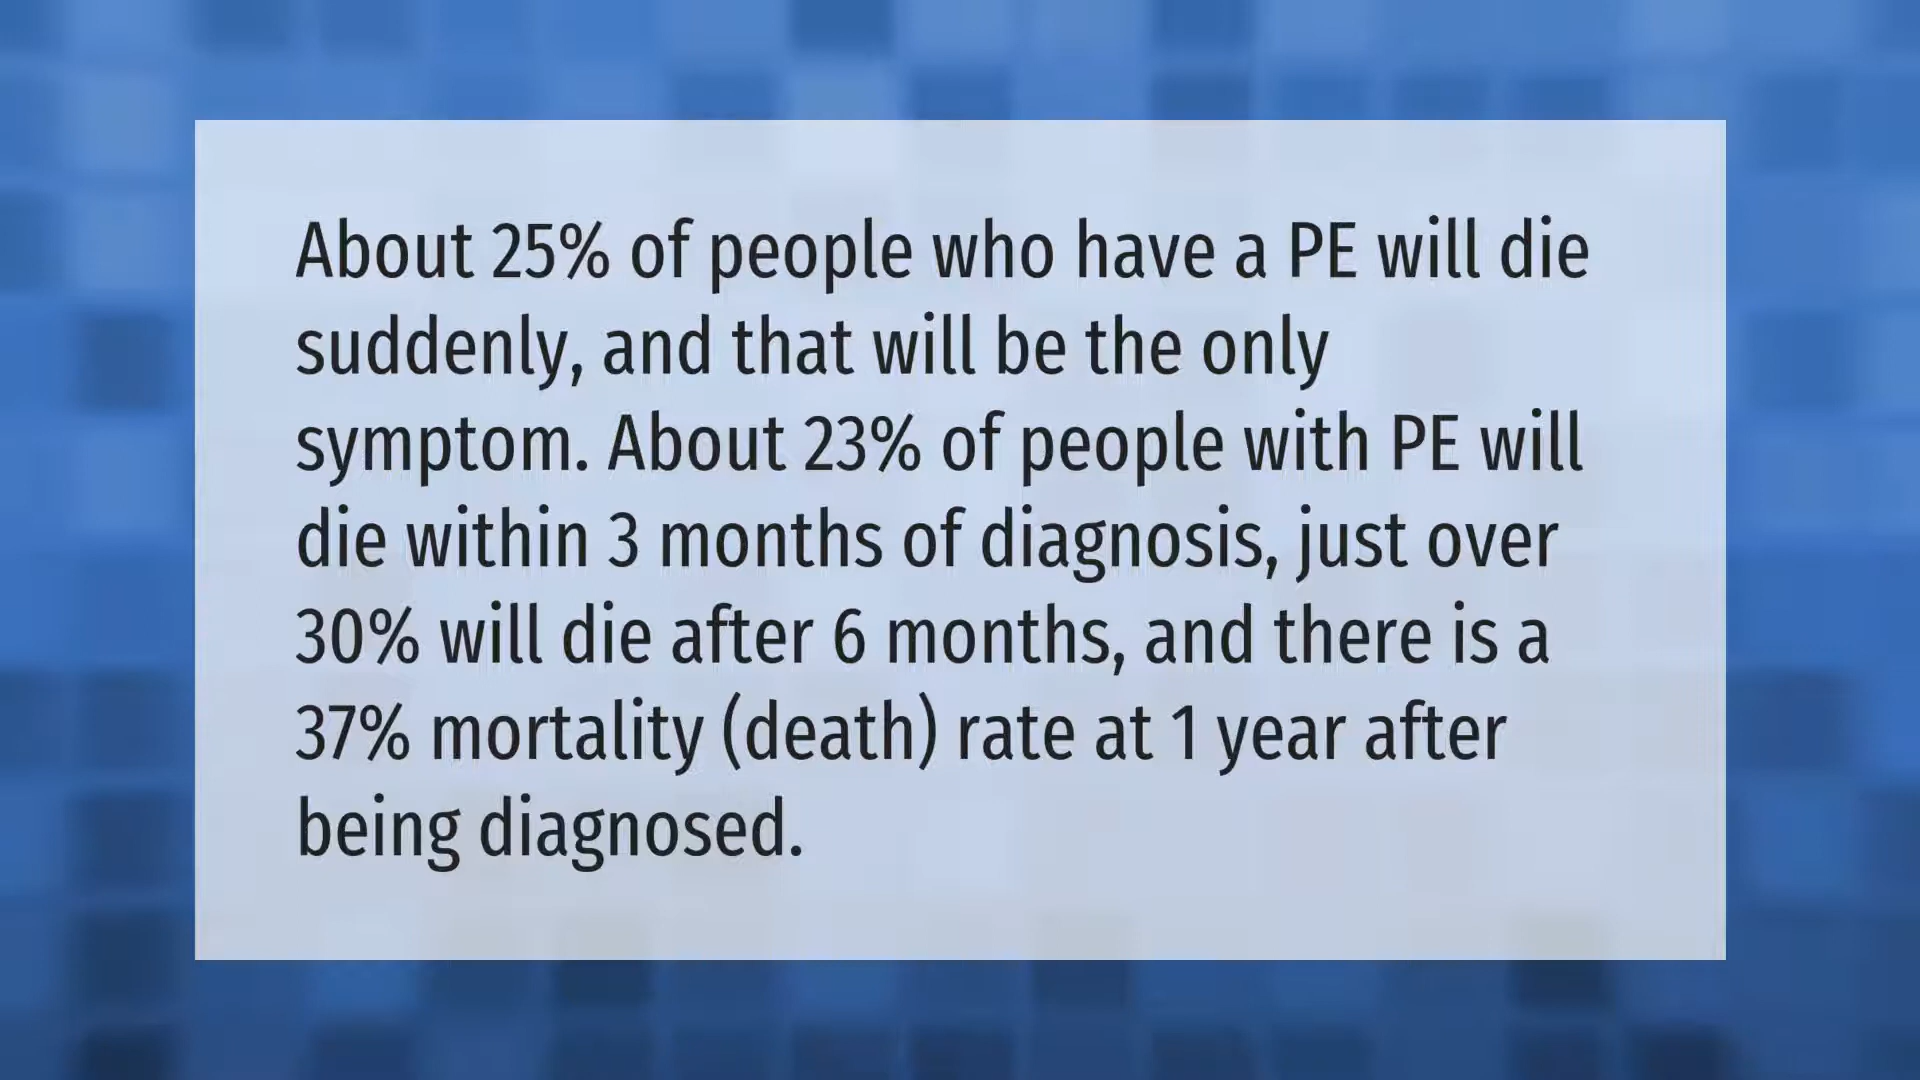 About 25% of people who have a PE will die
suddenly, and that will be the only
symptom. About 23% of people with PE will
die within 3 months of diagnosis, just over
30% will die after 6 months, and there is a
37% mortality (death) rate at 1 year after
being diagnosed.